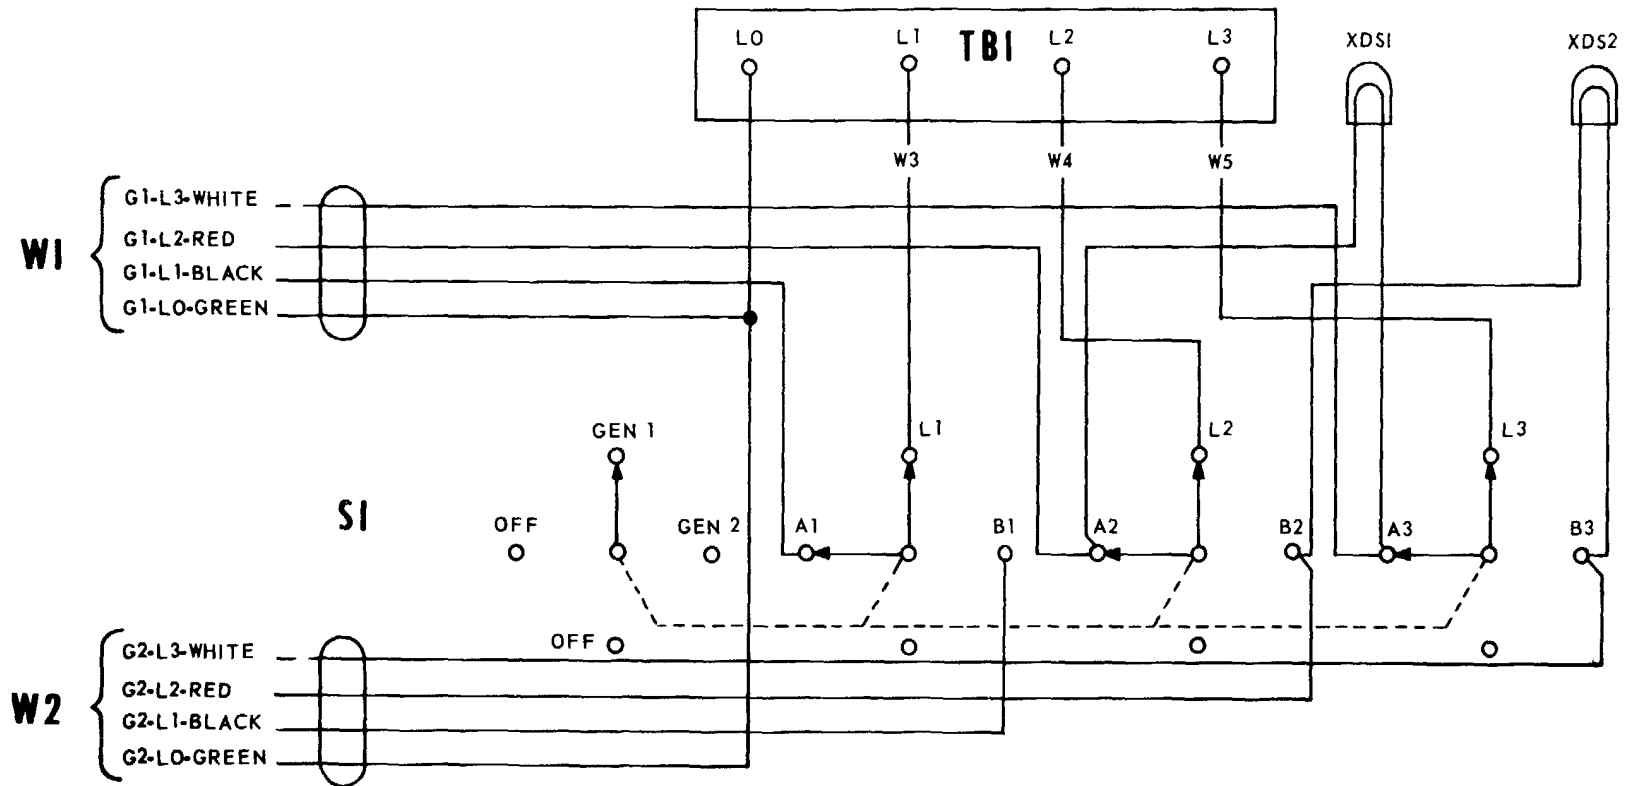 L0 L1 TB1 L2 L3
XDS1 XDS2
W3 W4 W5
W1
G1-L3-WHITE
G1-L2-RED
G1-L1-BLACK
G1-L0-GREEN
GEN 1 L1 L2 L3
S1
OFF GEN 2 A1 B1 A2 B2 A3 B3
OFF
W2
G2-L3-WHITE
G2-L2-RED
G2-L1-BLACK
G2-L0-GREEN